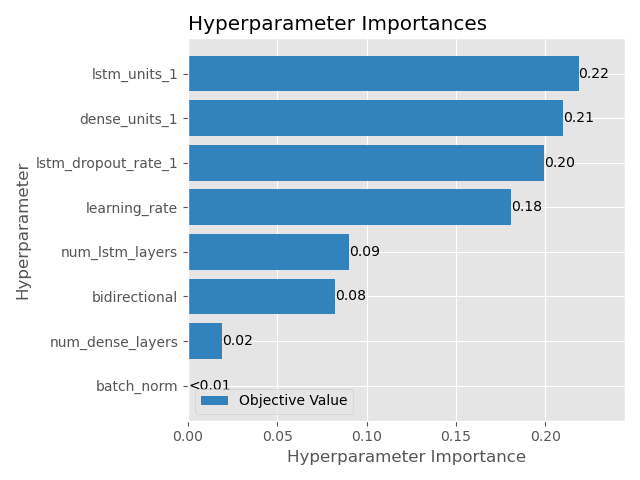 Hyperparameter Importances
Hyperparameter
lstm_units_1
0.22
dense_units_1
0.21
lstm_dropout_rate_1
0.20
learning_rate
0.18
num_lstm_layers
0.09
bidirectional
0.08
num_dense_layers
0.02
batch_norm
<0.01
Objective Value
0.00 0.05 0.10 0.15 0.20
Hyperparameter Importance